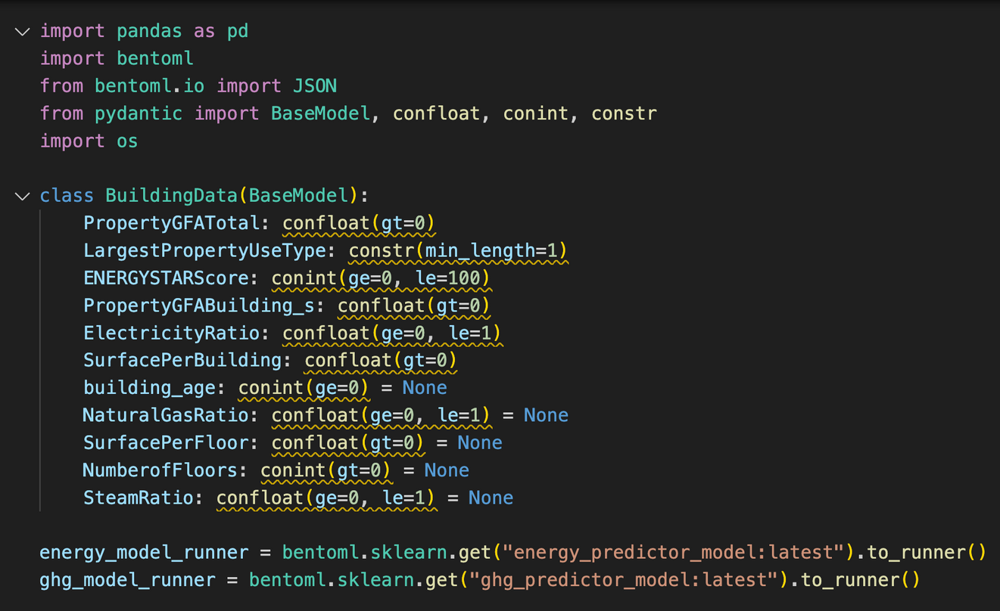 import pandas as pd
import bentoml
from bentoml.io import JSON
from pydantic import BaseModel, confloat, conint, constr
import os

class BuildingData(BaseModel):
    PropertyGFATotal: confloat(gt=0)
    LargestPropertyUseType: constr(min_length=1)
    ENERGYSTARScore: conint(ge=0, le=100)
    PropertyGFABuilding_s: confloat(gt=0)
    ElectricityRatio: confloat(ge=0, le=1)
    SurfacePerBuilding: confloat(gt=0)
    building_age: conint(ge=0) = None
    NaturalGasRatio: confloat(ge=0, le=1) = None
    SurfacePerFloor: confloat(gt=0) = None
    NumberofFloors: conint(gt=0) = None
    SteamRatio: confloat(ge=0, le=1) = None

energy_model_runner = bentoml.sklearn.get("energy_predictor_model:latest").to_runner()
ghg_model_runner = bentoml.sklearn.get("ghg_predictor_model:latest").to_runner()